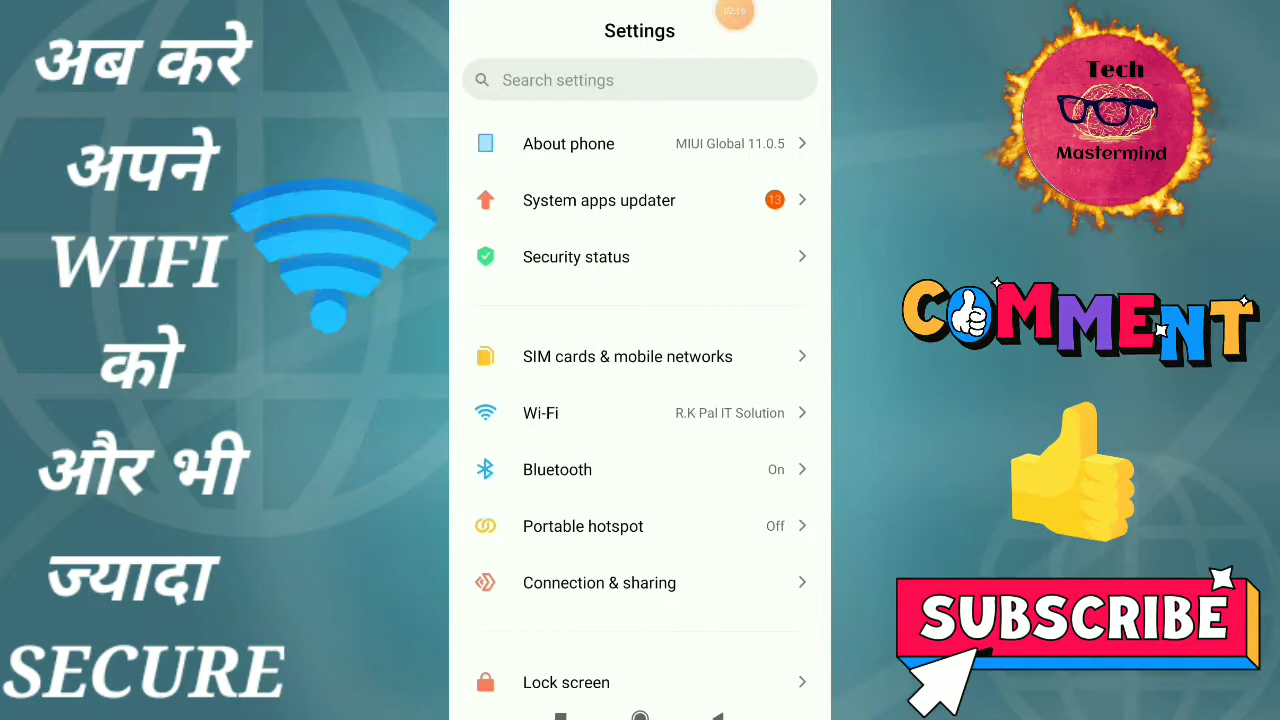 अब करे
अपने
WIFI
को
और भी
ज्यादा
SECURE
02:16
Settings
Search settings
About phone MIUI Global 11.0.5
System apps updater 13
Security status
SIM cards & mobile networks
Wi-Fi R.K Pal IT Solution
Bluetooth On
Portable hotspot Off
Connection & sharing
Lock screen
Tech
Mastermind
COMMENT
SUBSCRIBE